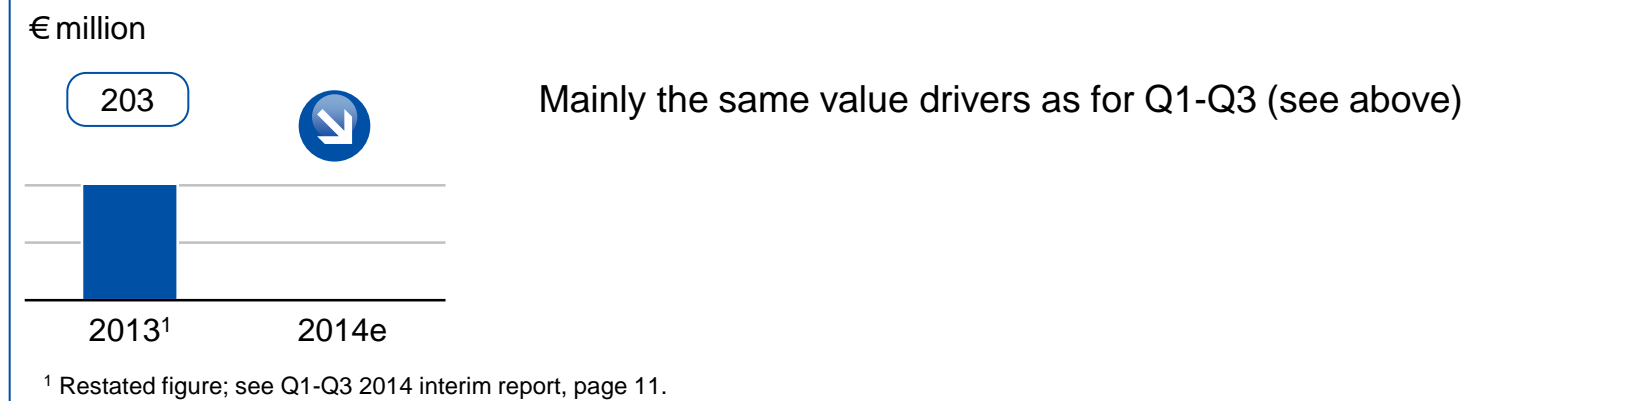 € million
203
Mainly the same value drivers as for Q1-Q3 (see above)
2013¹ 2014e
¹ Restated figure; see Q1-Q3 2014 interim report, page 11.